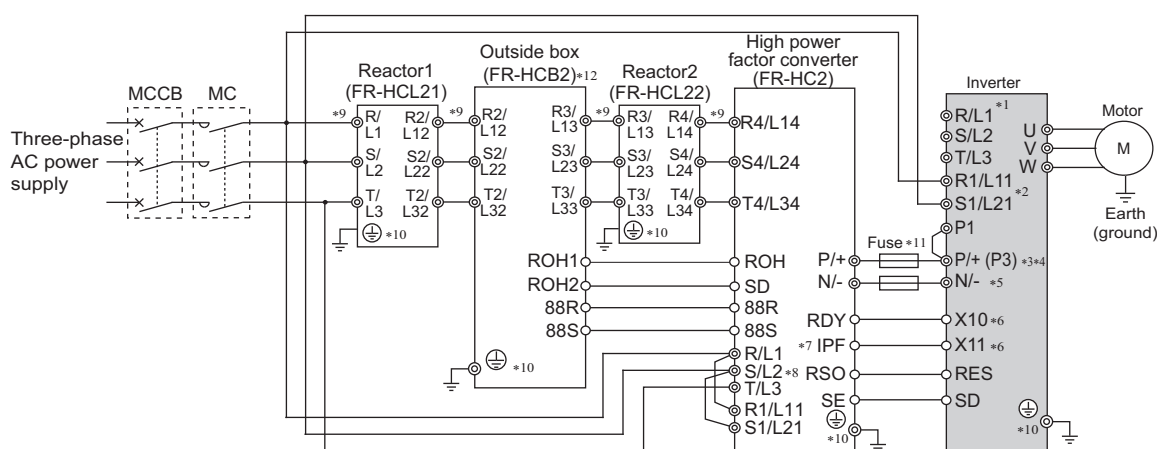 Three-phase
AC power
supply
MCCB
MC
Reactor1
(FR-HCL21)
*9
R/
L1
R2/
L12
S/
L2
S2/
L22
T/
L3
T2/
L32
*10
*9
Outside box
(FR-HCB2)*12
R2/
L12
R3/
L13
S2/
L22
S3/
L23
T2/
L32
T3/
L33
ROH1
ROH2
88R
88S
*10
*9
Reactor2
(FR-HCL22)
R3/
L13
R4/
L14
S3/
L23
S4/
L24
T3/
L33
T4/
L34
*10
*9
High power
factor converter
(FR-HC2)
R4/L14
S4/L24
T4/L34
ROH
SD
88R
88S
R/L1
S/L2 *8
T/L3
R1/L11
S1/L21
P/+
N/-
RDY
*7 IPF
RSO
SE
*10
Fuse *11
Inverter
R/L1 *1
S/L2
T/L3
R1/L11
S1/L21 *2
P1
P/+ (P3) *3*4
N/- *5
X10 *6
X11 *6
RES
SD
U
V
W
*10
Motor
M
Earth
(ground)